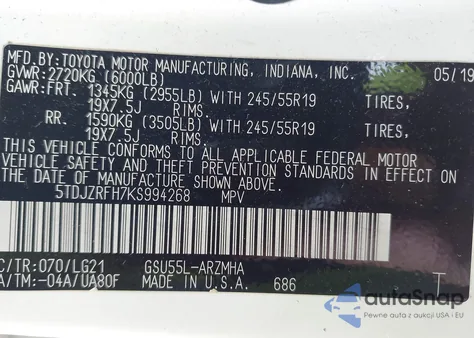 MFD.BY:TOYOTA MOTOR MANUFACTURING, INDIANA, INC. 05/19
GVWR:2720KG (6000LB)
GAWR:FRT. 1345KG (2955LB) WITH 245/55R19 TIRES,
19X7.5J RIMS.
RR. 1590KG (3505LB) WITH 245/55R19 TIRES,
19X7.5J RIMS.
THIS VEHICLE CONFORMS TO ALL APPLICABLE FEDERAL MOTOR
VEHICLE SAFETY AND THEFT PREVENTION STANDARDS IN EFFECT ON
THE DATE OF MANUFACTURE SHOWN ABOVE.
5TDJZRFH7KS994268 MPV
C/TR:070/LG21 GSU55L-ARZMHA
A/TM:-04A/UA80F MADE IN U.S.A. 686 T
autoSnap
Pewne auta z USA i EU